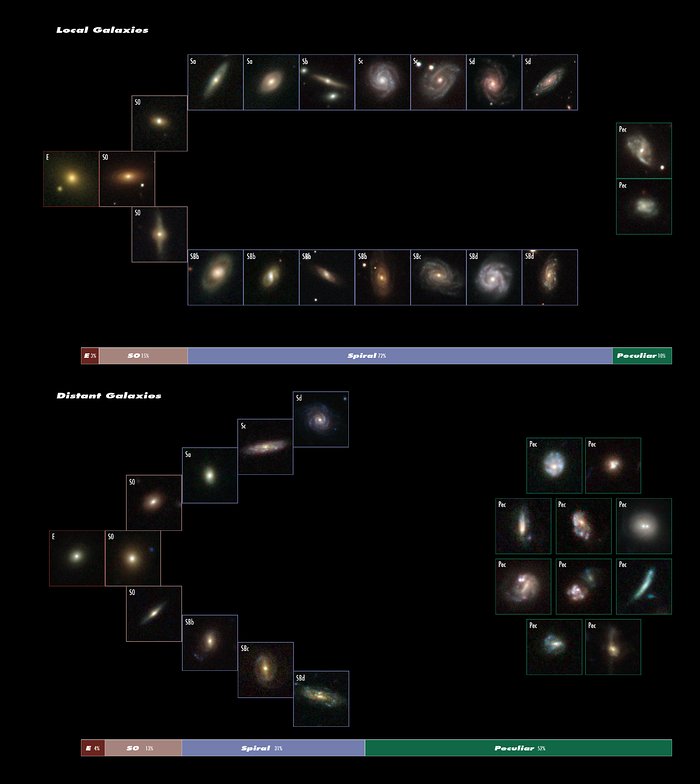 Local Galaxies
Sa Sa Sb Sc Sc Sd Sd
S0
Pec
E S0
Pec
S0
SBb SBb SBb SBb SBc SBd SBd
E 3% S0 15% Spiral 72% Peculiar 10%
Distant Galaxies
Sd
Sc
Pec Pec
Sa
S0
Pec Pec Pec
E S0
Pec Pec Pec
S0
SBb
Pec Pec
SBc
SBd
E 4% S0 13% Spiral 31% Peculiar 52%